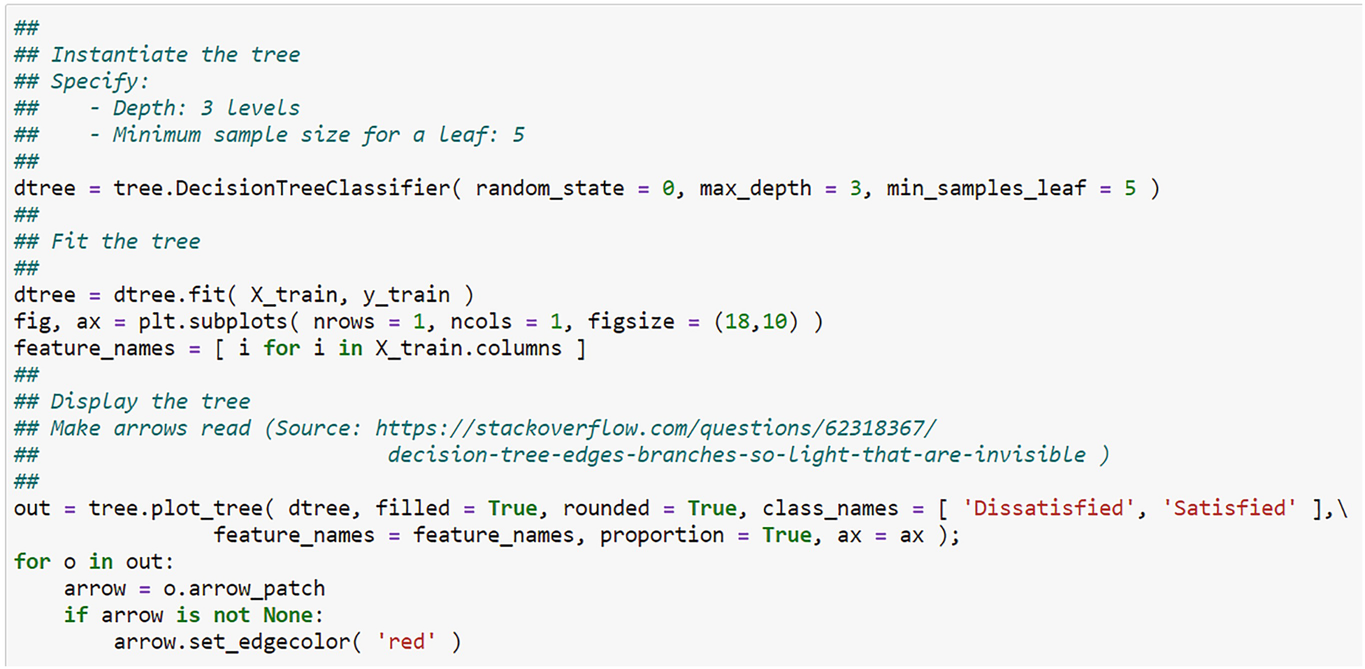 ##
## Instantiate the tree
## Specify:
##    - Depth: 3 levels
##    - Minimum sample size for a leaf: 5
##
dtree = tree.DecisionTreeClassifier( random_state = 0, max_depth = 3, min_samples_leaf = 5 )
##
## Fit the tree
##
dtree = dtree.fit( X_train, y_train )
fig, ax = plt.subplots( nrows = 1, ncols = 1, figsize = (18,10) )
feature_names = [ i for i in X_train.columns ]
##
## Display the tree
## Make arrows read (Source: https://stackoverflow.com/questions/62318367/
##                            decision-tree-edges-branches-so-light-that-are-invisible )
##
out = tree.plot_tree( dtree, filled = True, rounded = True, class_names = [ 'Dissatisfied', 'Satisfied' ],\
                feature_names = feature_names, proportion = True, ax = ax );
for o in out:
    arrow = o.arrow_patch
    if arrow is not None:
        arrow.set_edgecolor( 'red' )